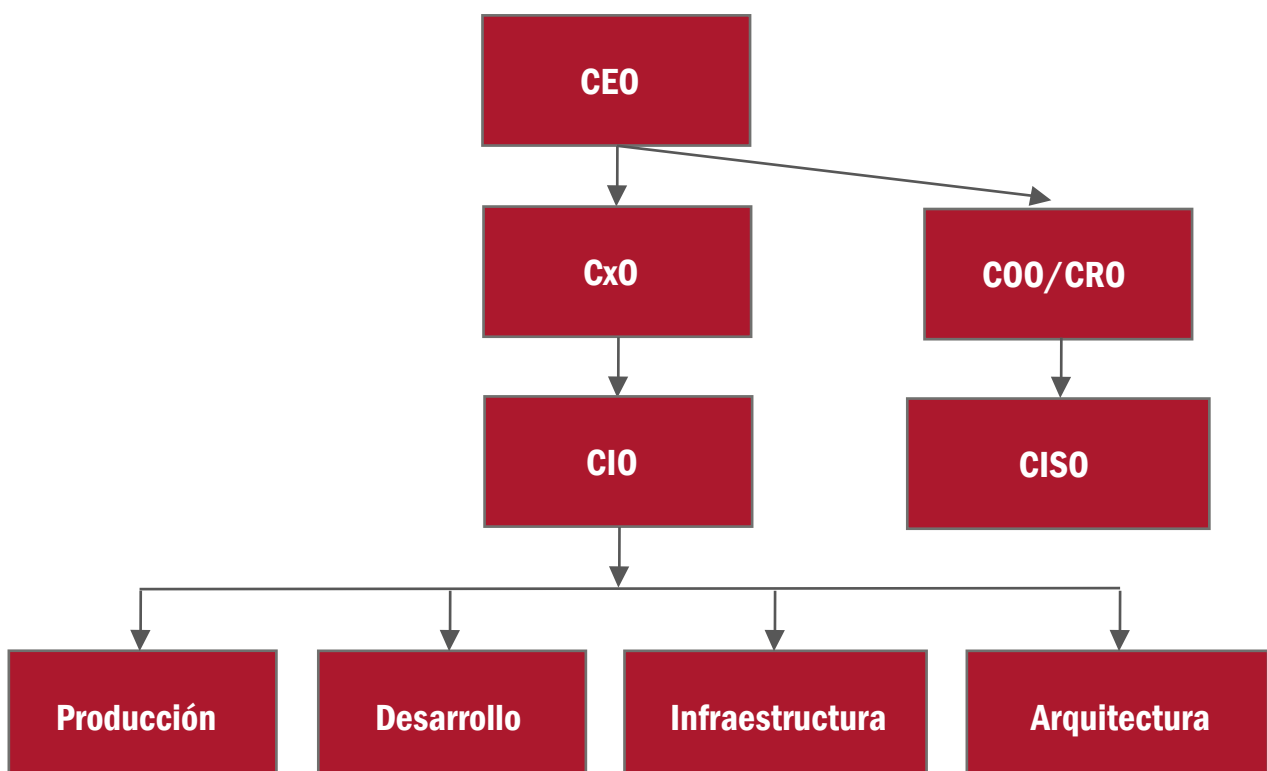 CEO
CxO
COO/CRO
CIO
CISO
Producción
Desarrollo
Infraestructura
Arquitectura